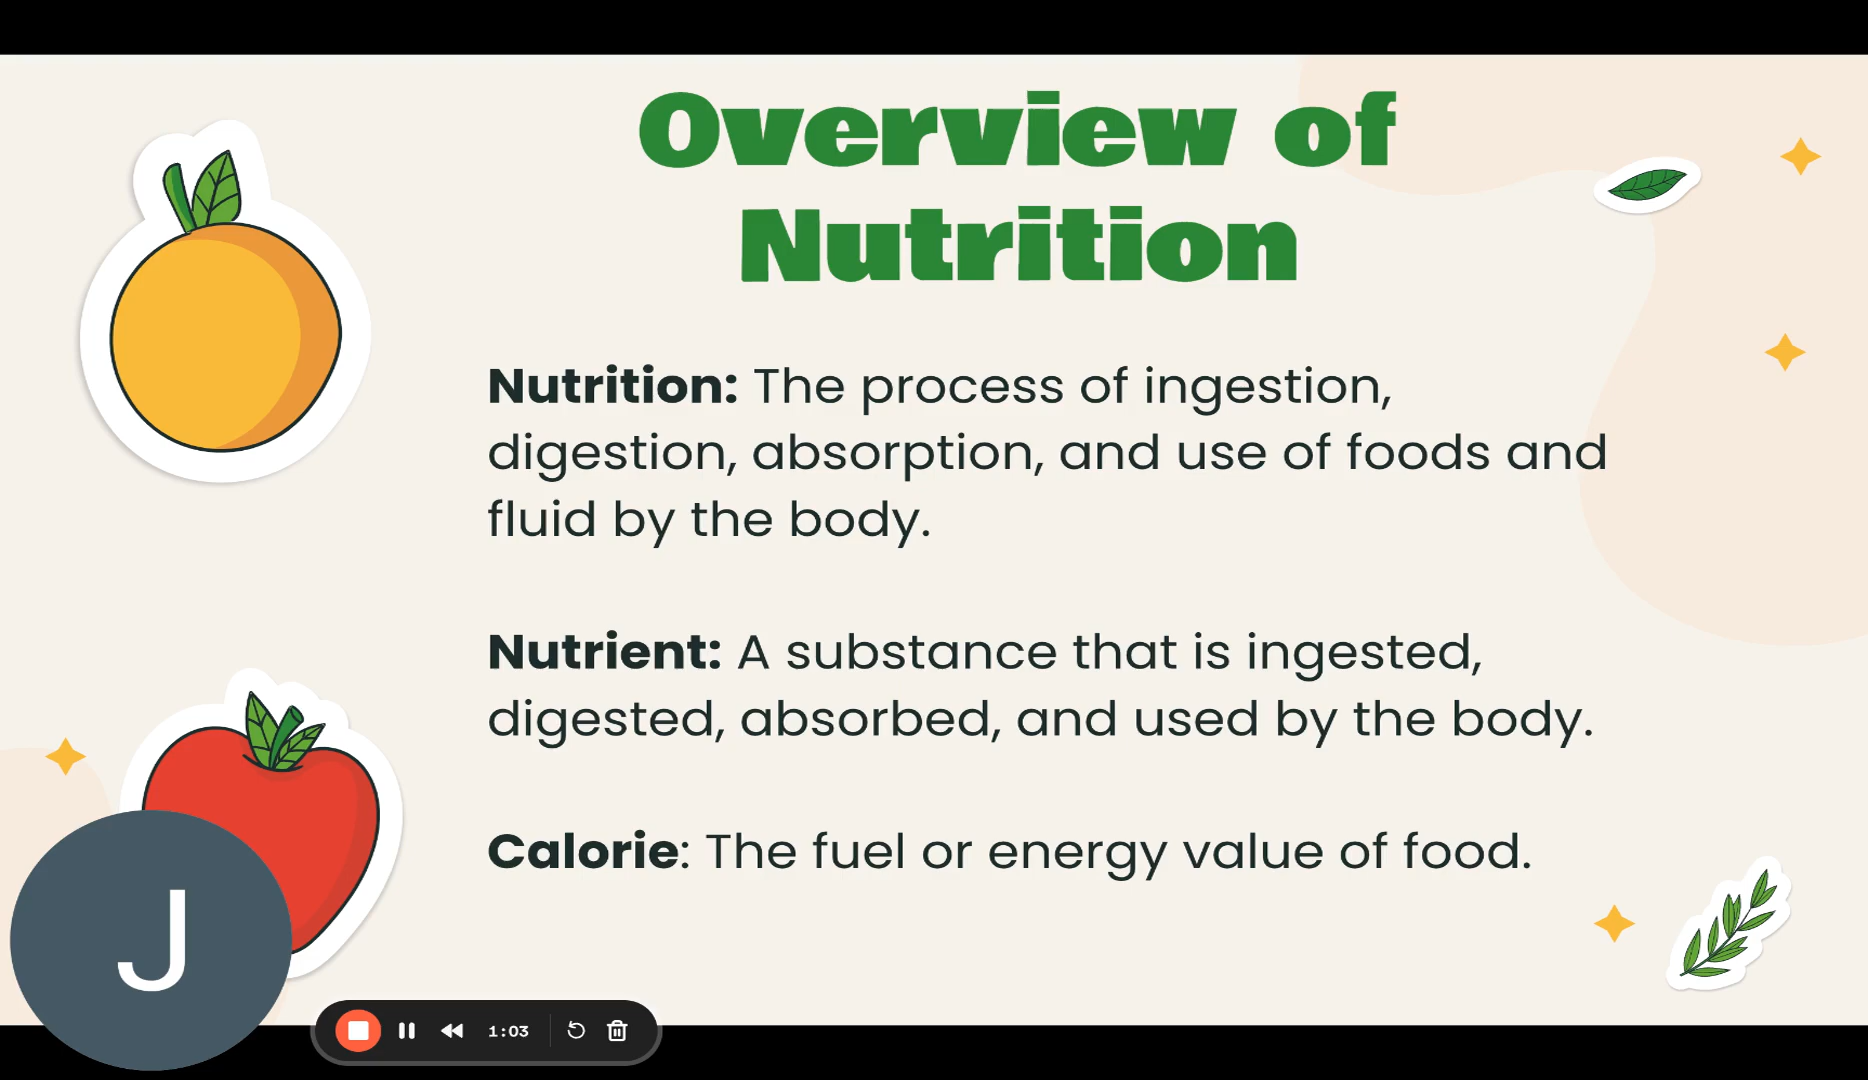 Overview of
Nutrition
Nutrition: The process of ingestion,
digestion, absorption, and use of foods and
fluid by the body.
Nutrient: A substance that is ingested,
digested, absorbed, and used by the body.
Calorie: The fuel or energy value of food.
J
1:03